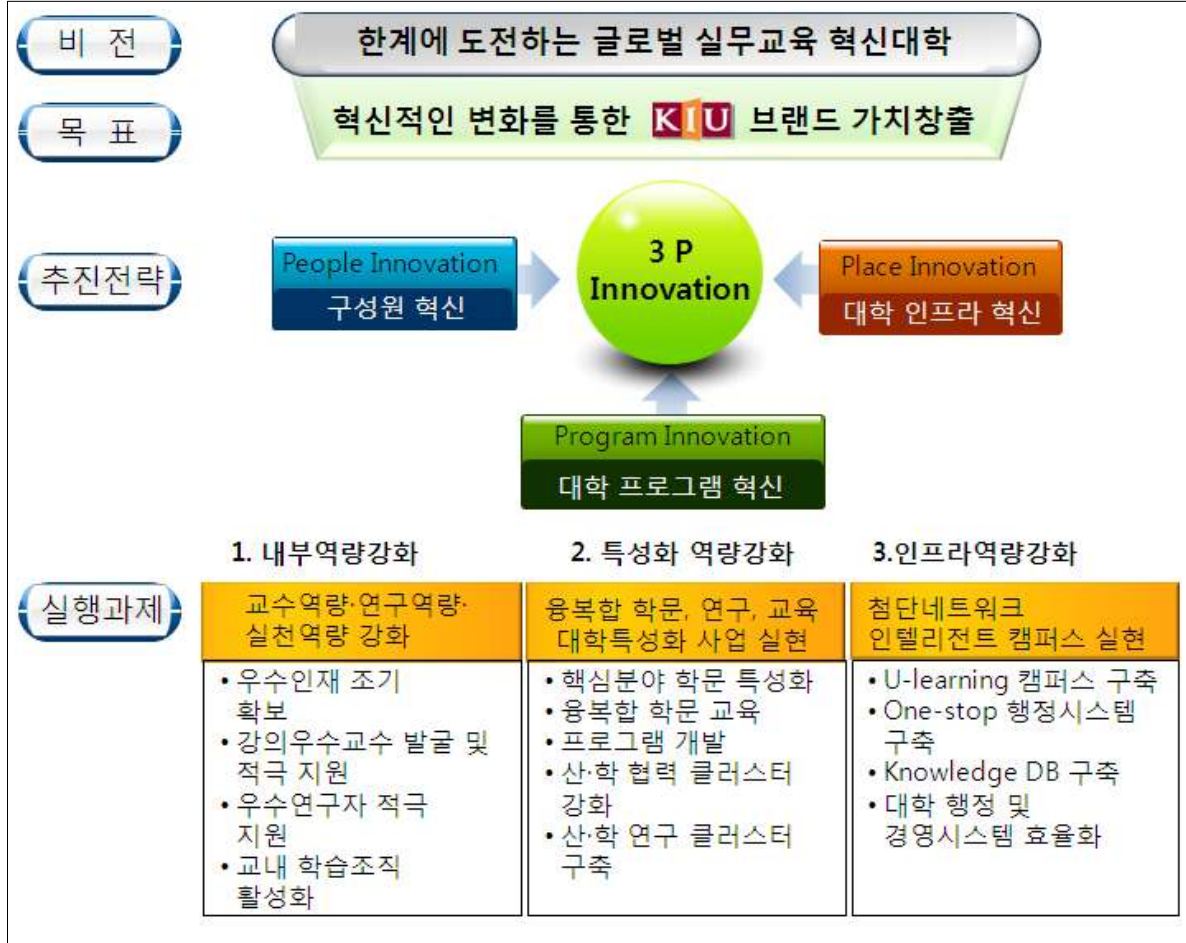 비 전
한계에 도전하는 글로벌 실무교육 혁신대학
목 표
혁신적인 변화를 통한 KIU 브랜드 가치창출
추진전략
People Innovation
구성원 혁신
3 P
Innovation
Place Innovation
대학 인프라 혁신
Program Innovation
대학 프로그램 혁신
실행과제
1. 내부역량강화
교수역량·연구역량·
실천역량 강화
• 우수인재 조기
확보
• 강의우수교수 발굴 및
적극 지원
• 우수연구자 적극
지원
• 교내 학습조직
활성화
2. 특성화 역량강화
융복합 학문, 연구, 교육
대학특성화 사업 실현
• 핵심분야 학문 특성화
• 융복합 학문 교육
• 프로그램 개발
• 산·학 협력 클러스터
강화
• 산·학 연구 클러스터
구축
3.인프라역량강화
첨단네트워크
인텔리전트 캠퍼스 실현
• U-learning 캠퍼스 구축
• One-stop 행정시스템
구축
• Knowledge DB 구축
• 대학 행정 및
경영시스템 효율화